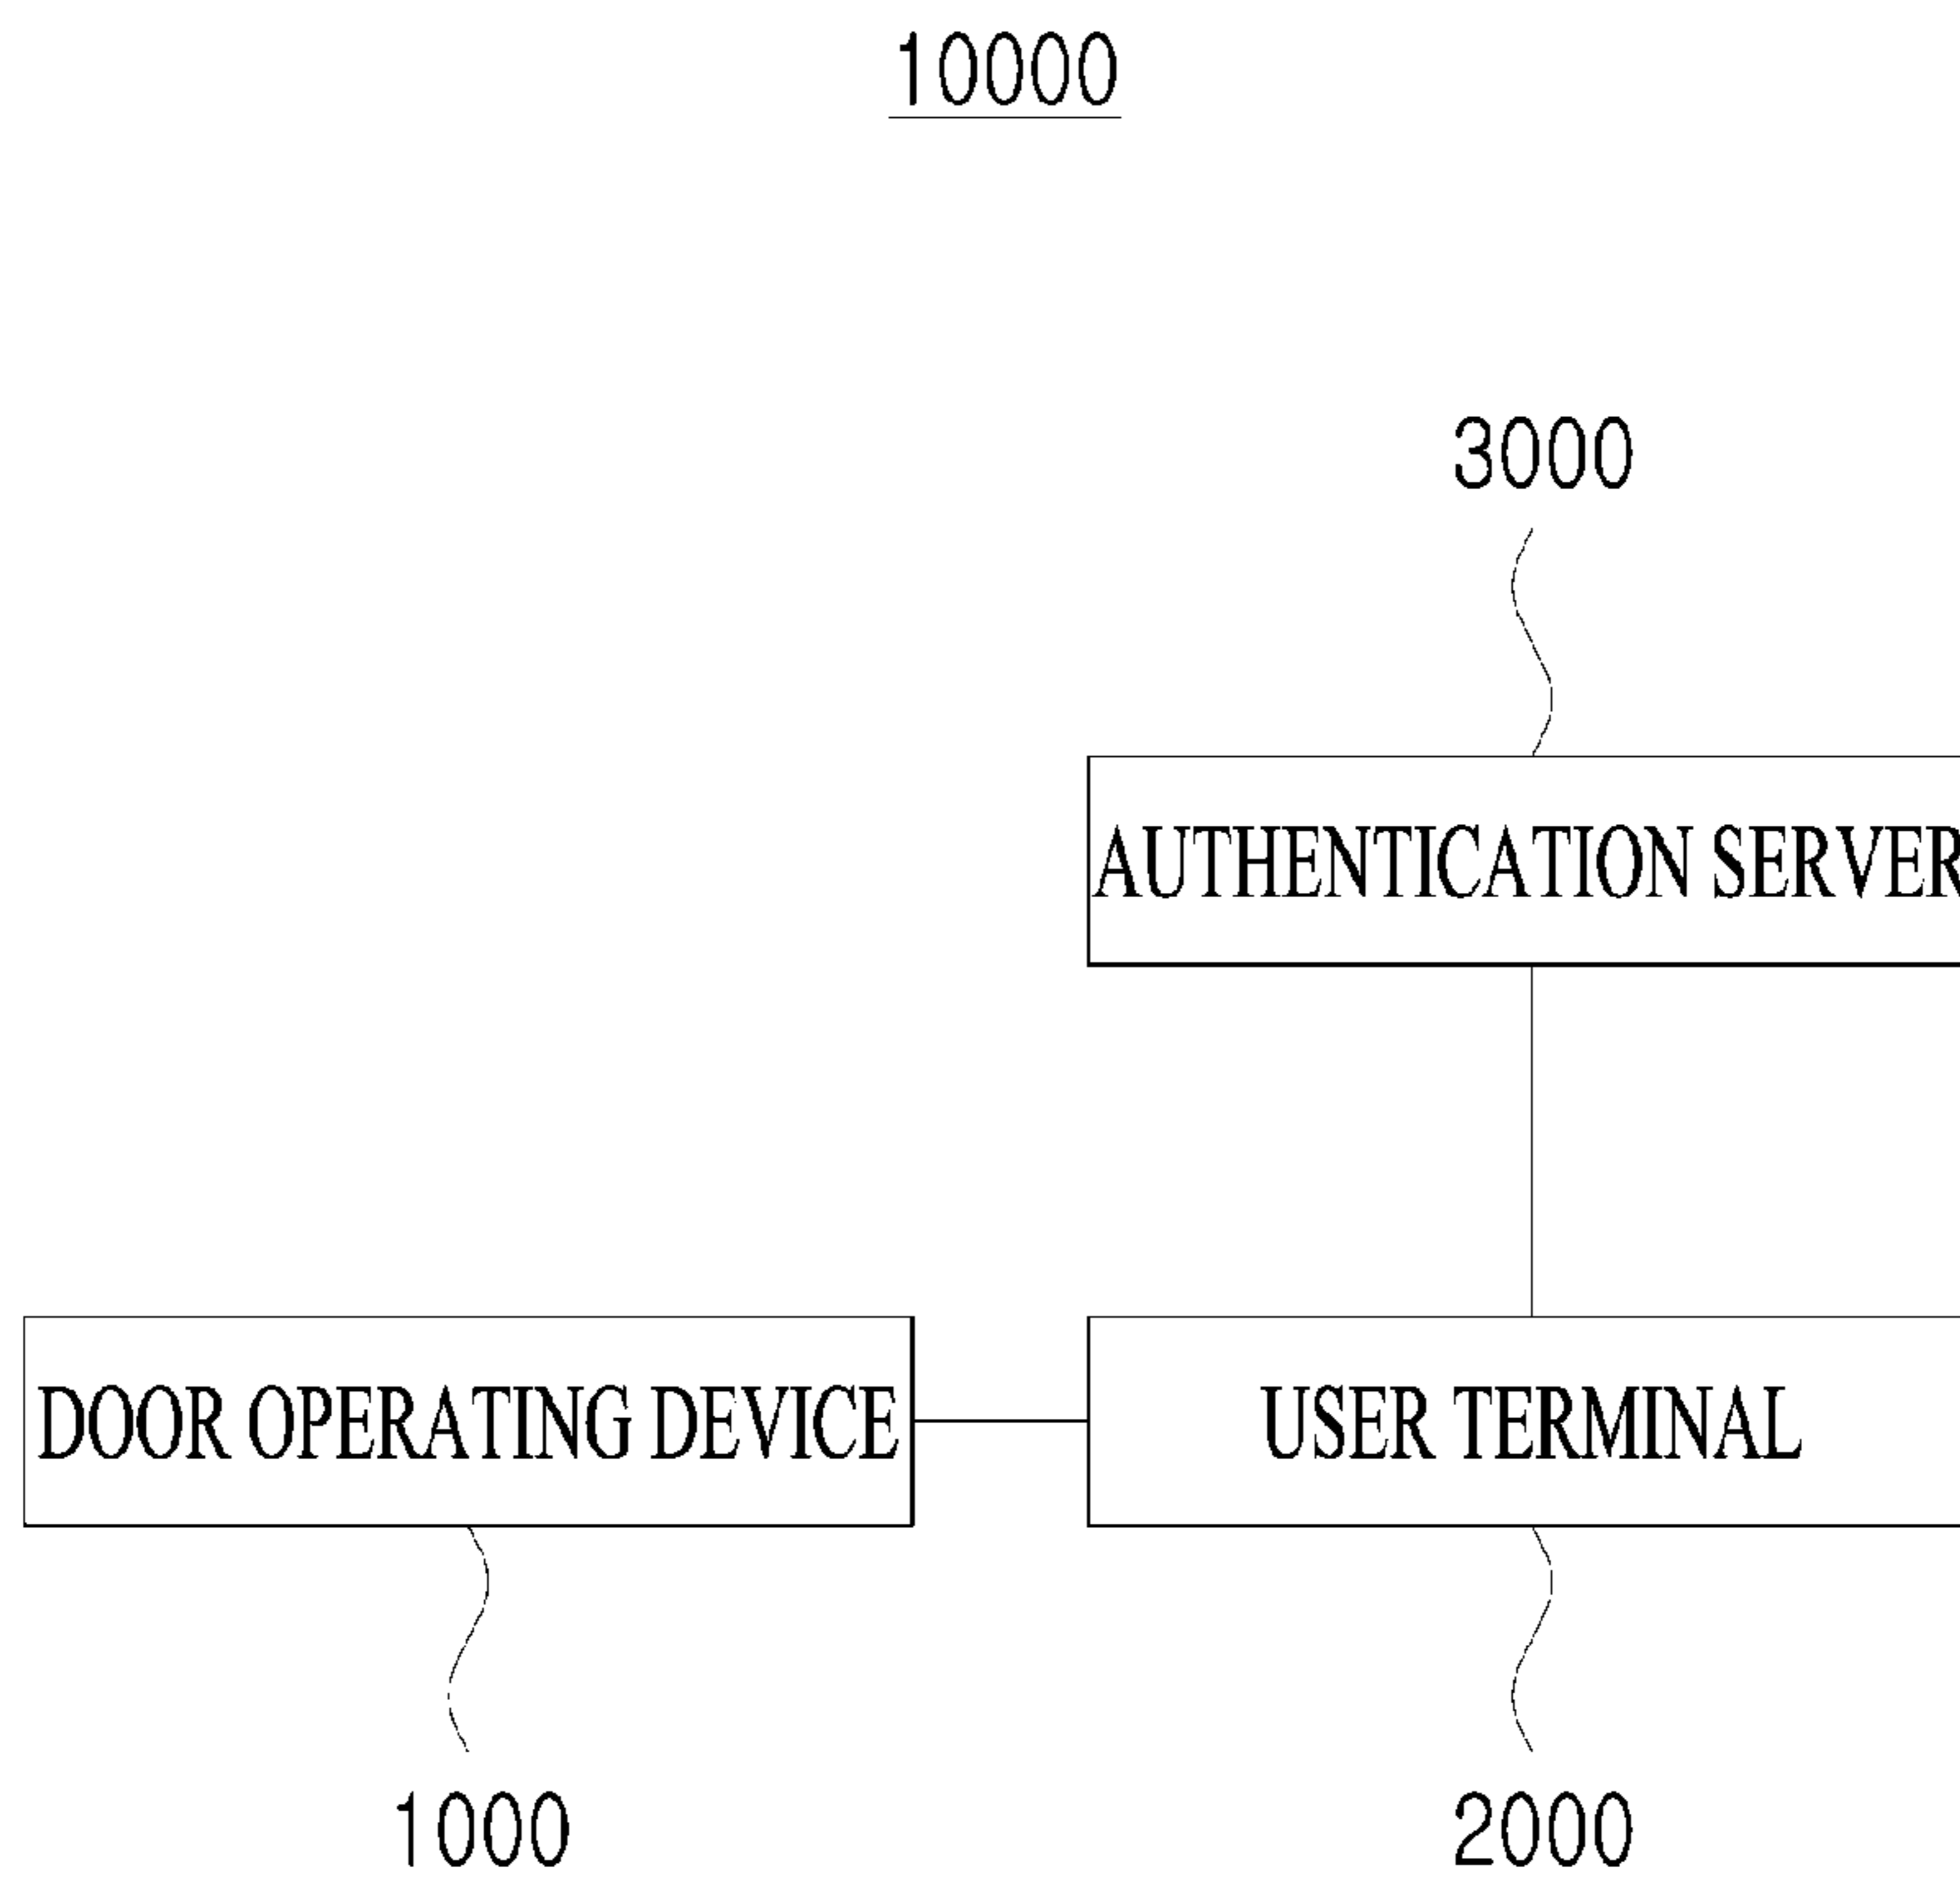 10000
3000
AUTHENTICATION SERVER
DOOR OPERATING DEVICE
USER TERMINAL
1000
2000